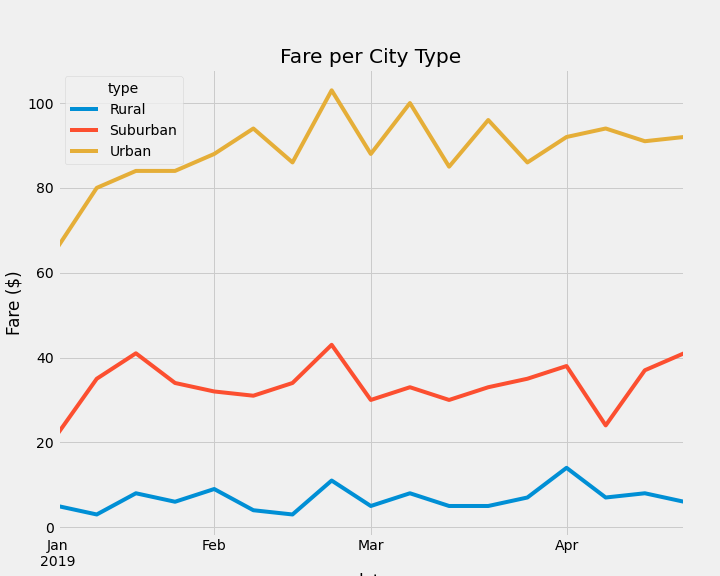 Fare per City Type
type
Rural
Suburban
Urban
Fare ($)
100
80
60
40
20
0
Jan
2019
Feb
Mar
Apr